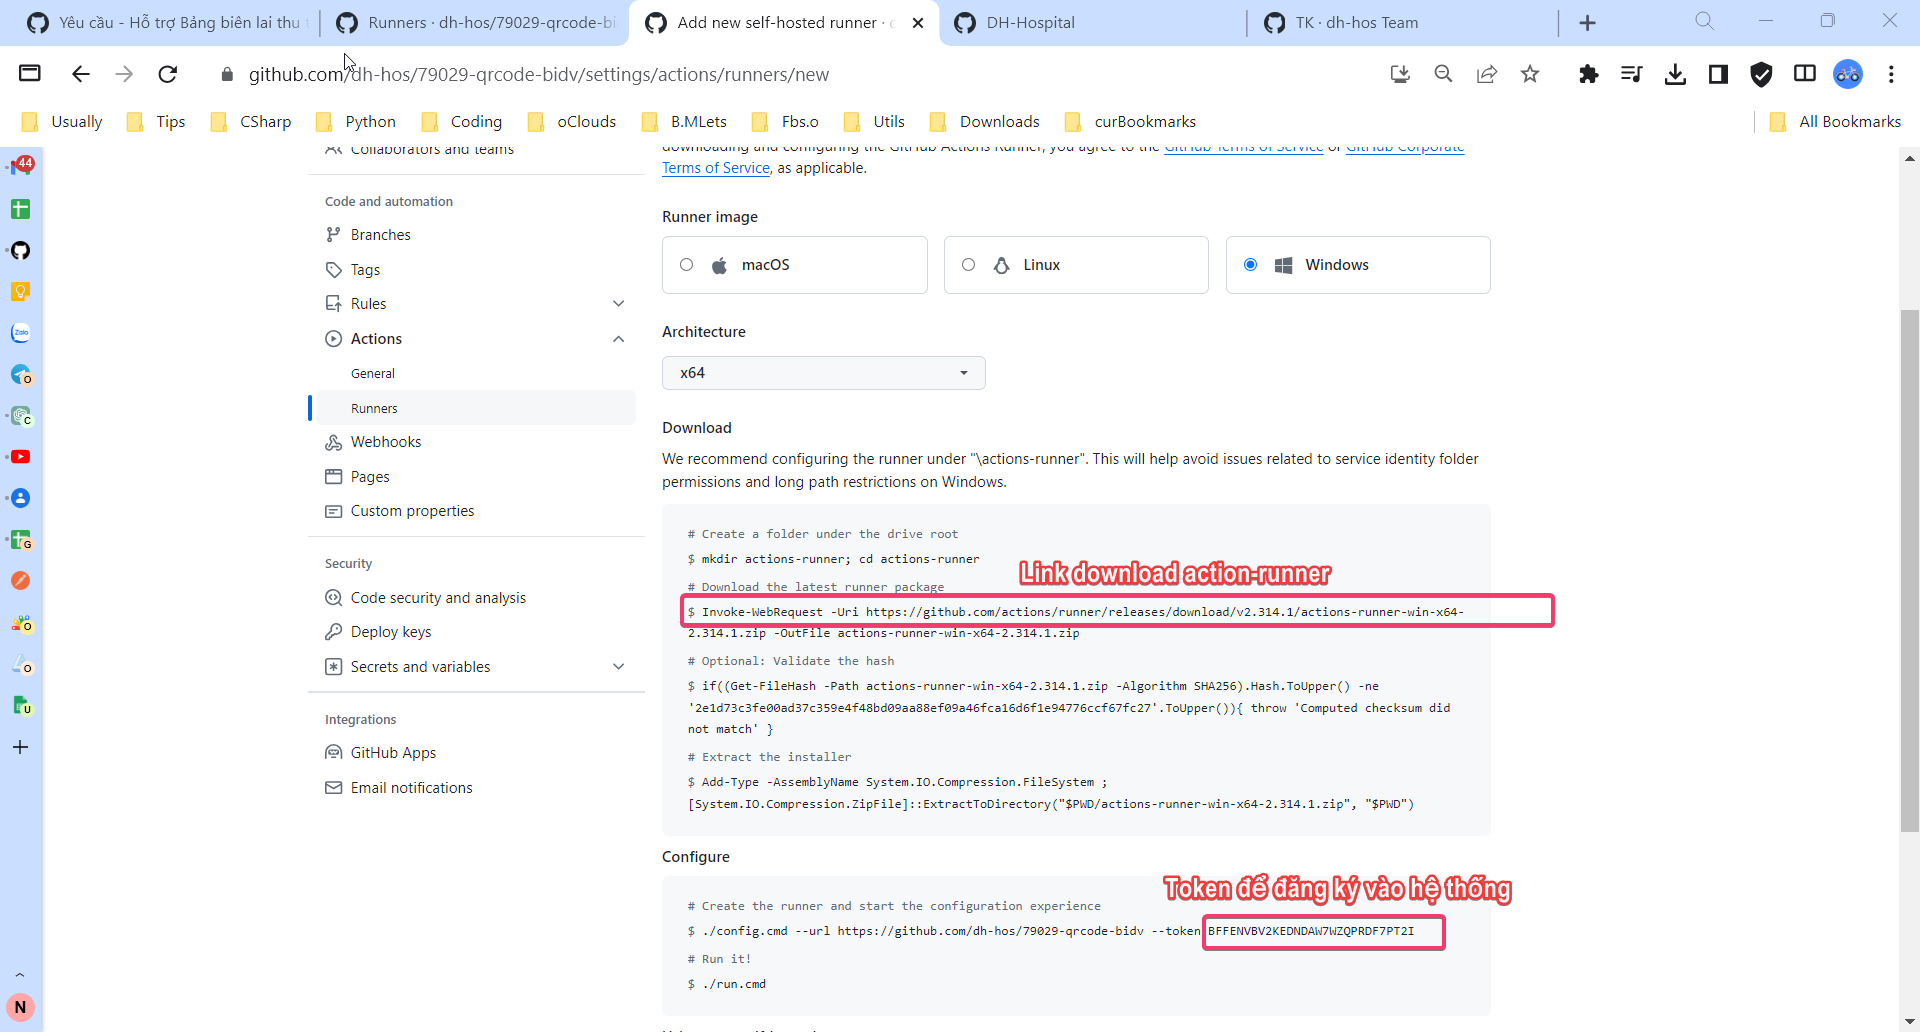 Yêu cầu - Hỗ trợ Bảng biên lai thu t
Runners · dh-hos/79029-qrcode-bi
Add new self-hosted runner ·
DH-Hospital
TK · dh-hos Team
github.com/dh-hos/79029-qrcode-bidv/settings/actions/runners/new
Usually
Tips
CSharp
Python
Coding
oClouds
B.MLets
Fbs.o
Utils
Downloads
curBookmarks
All Bookmarks
44
Zalo
O
C
G
O
O
U
N
Collaborators and teams
Code and automation
Branches
Tags
Rules
Actions
General
Runners
Webhooks
Pages
Custom properties
Security
Code security and analysis
Deploy keys
Secrets and variables
Integrations
GitHub Apps
Email notifications
downloading and configuring the GitHub Actions Runner, you agree to the GitHub Terms of Service or GitHub Corporate
Terms of Service, as applicable.
Runner image
macOS
Linux
Windows
Architecture
x64
Download
We recommend configuring the runner under "\actions-runner". This will help avoid issues related to service identity folder
permissions and long path restrictions on Windows.
# Create a folder under the drive root
$ mkdir actions-runner; cd actions-runner
Link download action-runner
# Download the latest runner package
$ Invoke-WebRequest -Uri https://github.com/actions/runner/releases/download/v2.314.1/actions-runner-win-x64-
2.314.1.zip -OutFile actions-runner-win-x64-2.314.1.zip
# Optional: Validate the hash
$ if((Get-FileHash -Path actions-runner-win-x64-2.314.1.zip -Algorithm SHA256).Hash.ToUpper() -ne
'2e1d73c3fe00ad37c359e4f48bd09aa88ef09a46fca16d6f1e94776ccf67fc27'.ToUpper()){ throw 'Computed checksum did
not match' }
# Extract the installer
$ Add-Type -AssemblyName System.IO.Compression.FileSystem ;
[System.IO.Compression.ZipFile]::ExtractToDirectory("$PWD/actions-runner-win-x64-2.314.1.zip", "$PWD")
Configure
Token để đăng ký vào hệ thống
# Create the runner and start the configuration experience
$ ./config.cmd --url https://github.com/dh-hos/79029-qrcode-bidv --token BFFENVBV2KEDNDAW7WZQPRDF7PT2I
# Run it!
$ ./run.cmd